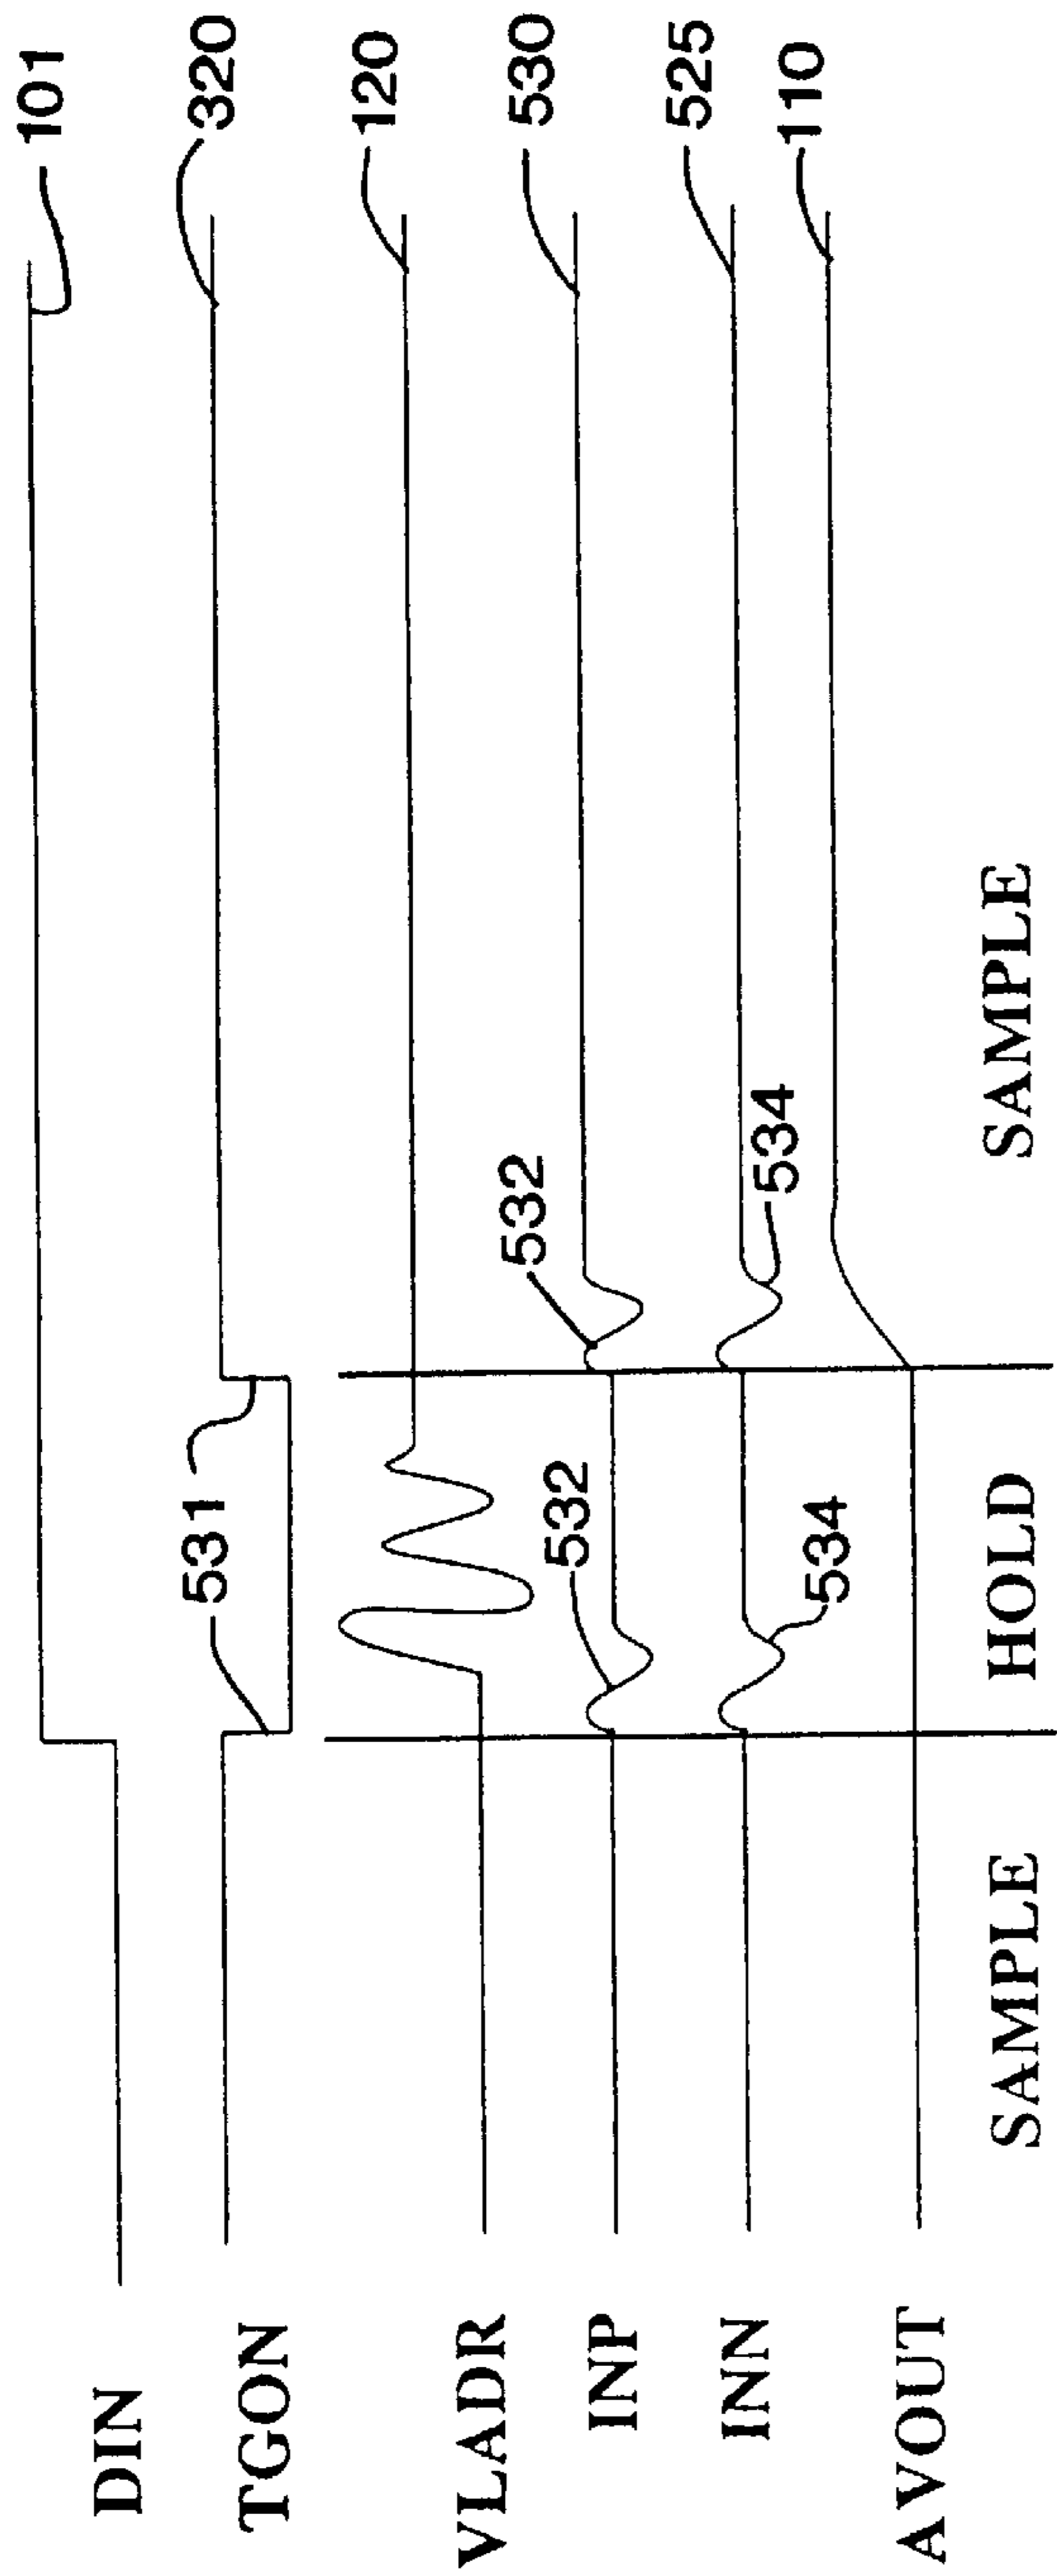 DIN
101
TGON
531
320
VLADR
120
INP
532
532
530
INN
534
534
525
AVOUT
110
SAMPLE
HOLD
SAMPLE